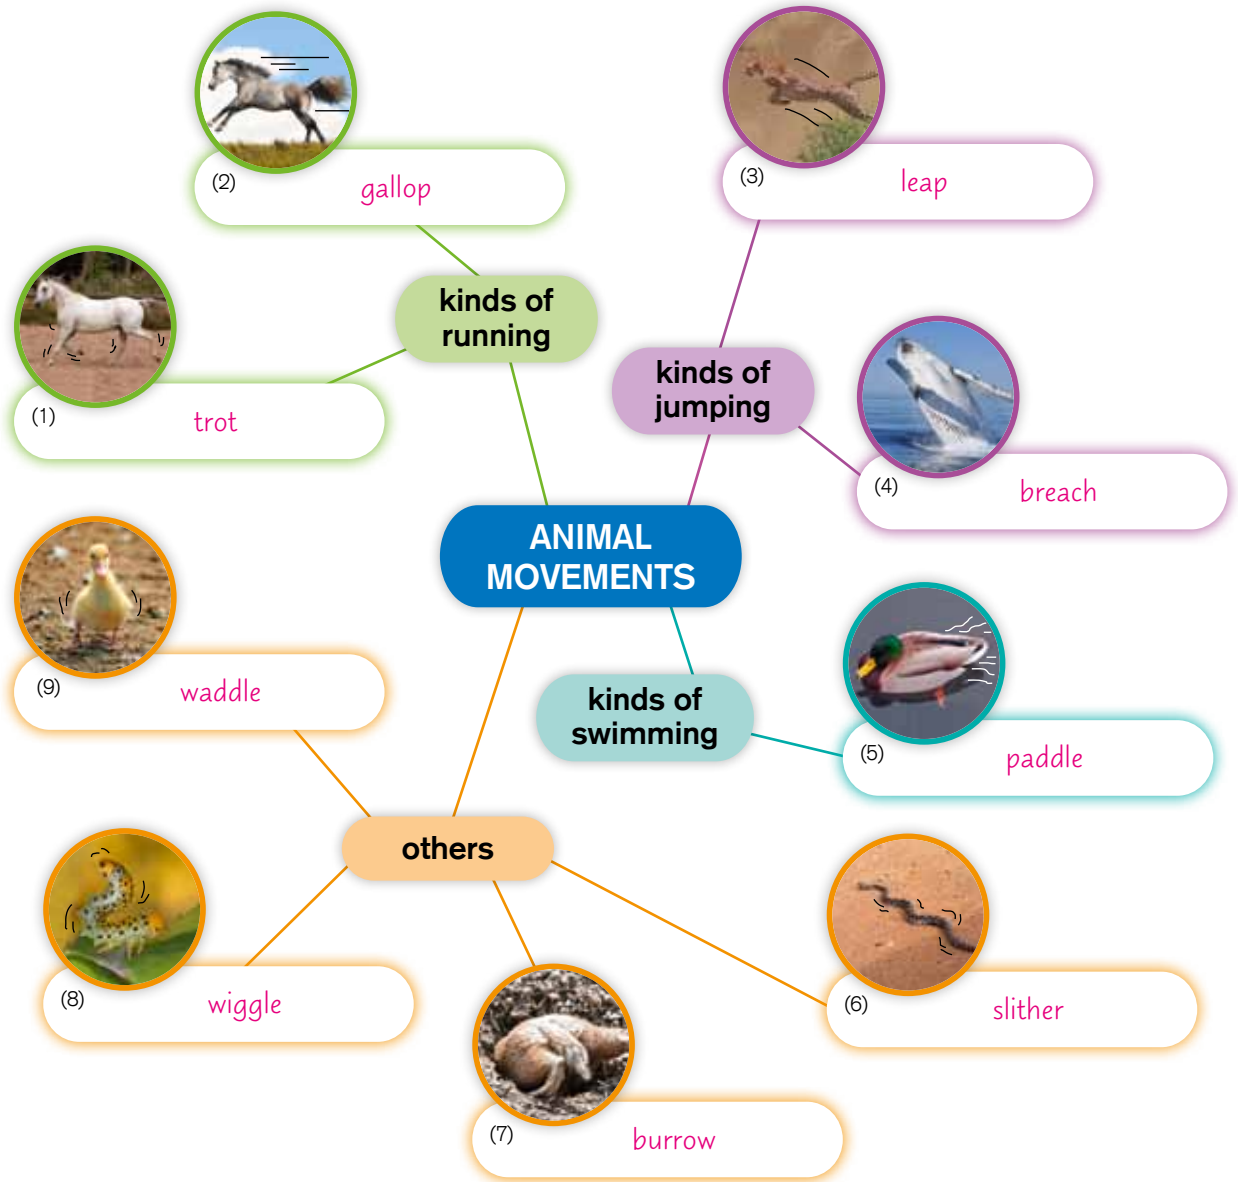 (2)
gallop
(3)
leap
kinds of
running
(1)
trot
kinds of
jumping
(4)
breach
ANIMAL
MOVEMENTS
(9)
waddle
kinds of
swimming
(5)
paddle
others
(8)
wiggle
(6)
slither
(7)
burrow